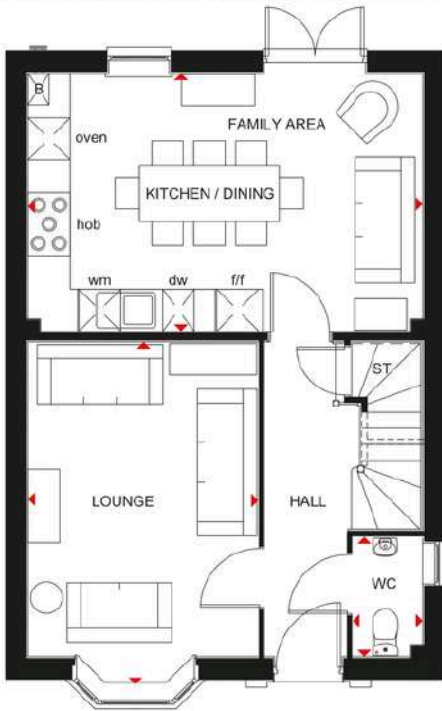 B
FAMILY AREA
oven
KITCHEN / DINING
hob
wm dw f/f
ST
LOUNGE
HALL
WC